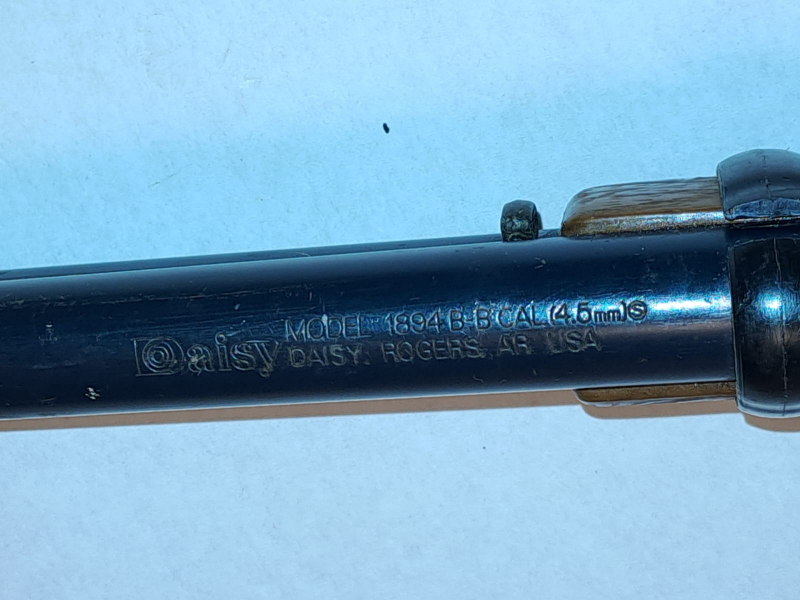 Daisy
MODEL 1894 B·B CAL (4.5mm) Ⓢ
DAISY, ROGERS, AR. USA